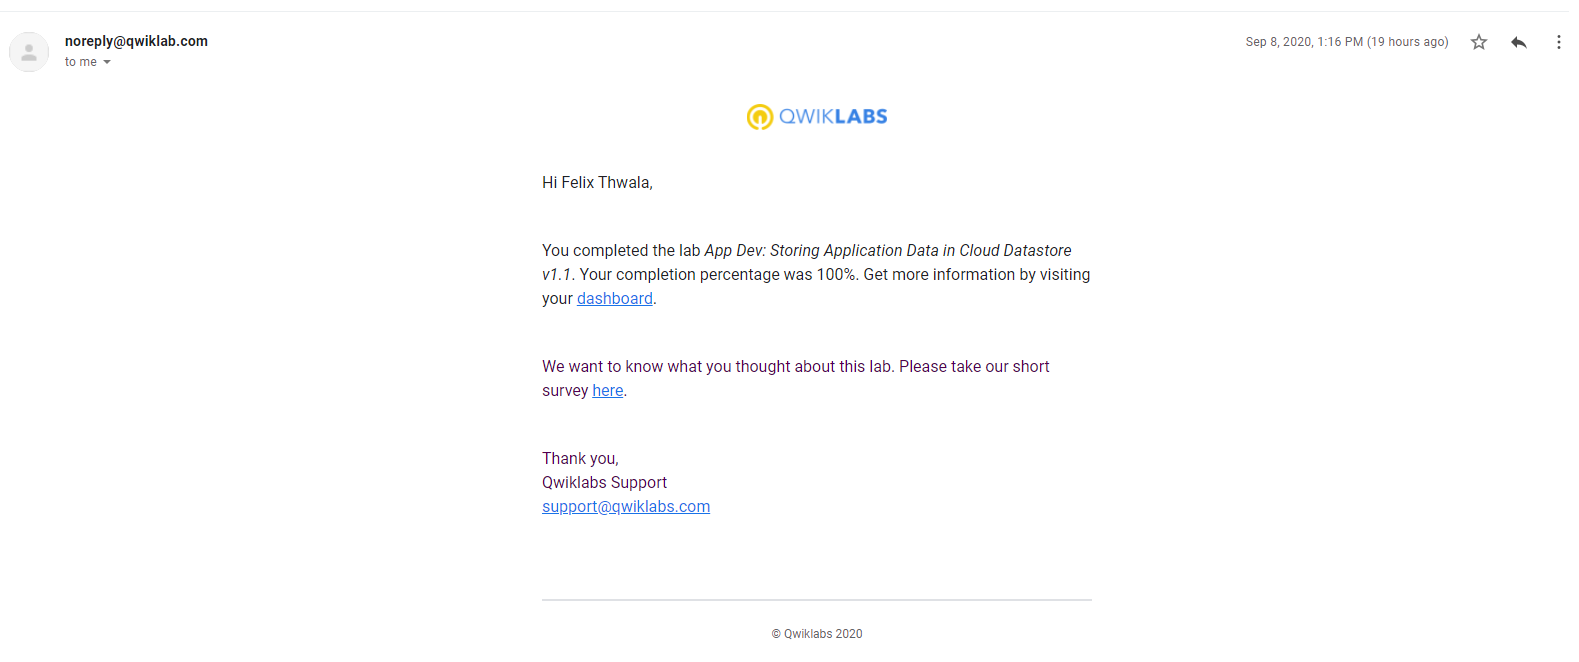 noreply@qwiklab.com
Sep 8, 2020, 1:16 PM (19 hours ago)
to me
QWIKLABS
Hi Felix Thwala,
You completed the lab App Dev: Storing Application Data in Cloud Datastore
v1.1. Your completion percentage was 100%. Get more information by visiting
your dashboard.
We want to know what you thought about this lab. Please take our short
survey here.
Thank you,
Qwiklabs Support
support@qwiklabs.com
© Qwiklabs 2020